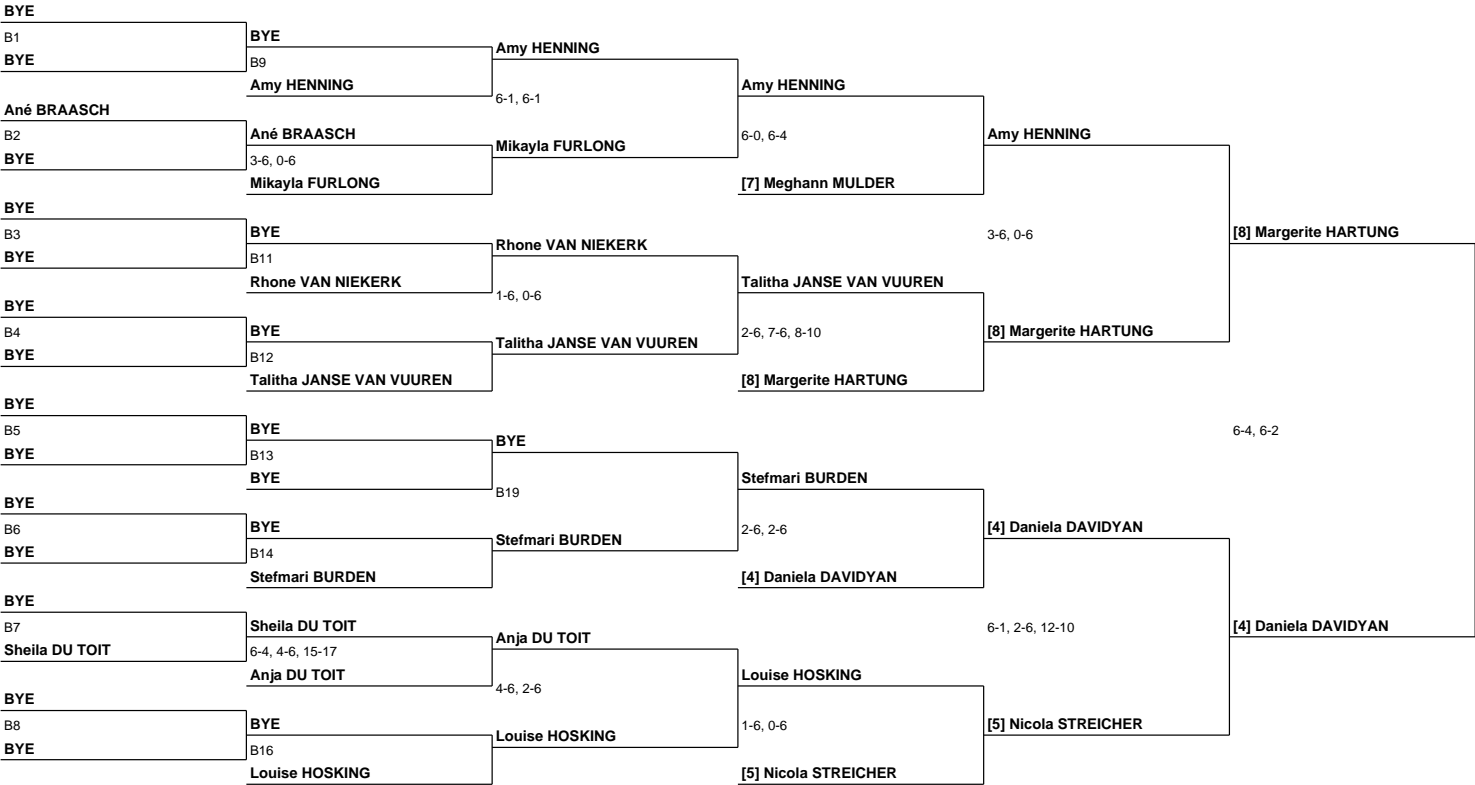 BYE
B1
BYE
Ané BRAASCH
B2
BYE
BYE
B3
BYE
BYE
B4
BYE
BYE
B5
BYE
BYE
B6
BYE
BYE
B7
Sheila DU TOIT
BYE
B8
BYE
BYE
B9
Amy HENNING
Ané BRAASCH
3-6, 0-6
Mikayla FURLONG
BYE
B11
Rhone VAN NIEKERK
BYE
B12
Talitha JANSE VAN VUUREN
BYE
B13
BYE
BYE
B14
Stefmari BURDEN
Sheila DU TOIT
6-4, 4-6, 15-17
Anja DU TOIT
BYE
B16
Louise HOSKING
Amy HENNING
6-1, 6-1
Mikayla FURLONG
Rhone VAN NIEKERK
1-6, 0-6
Talitha JANSE VAN VUUREN
BYE
B19
Stefmari BURDEN
Anja DU TOIT
4-6, 2-6
Louise HOSKING
Amy HENNING
6-0, 6-4
[7] Meghann MULDER
Talitha JANSE VAN VUUREN
2-6, 7-6, 8-10
[8] Margerite HARTUNG
Stefmari BURDEN
2-6, 2-6
[4] Daniela DAVIDYAN
Louise HOSKING
1-6, 0-6
[5] Nicola STREICHER
Amy HENNING
3-6, 0-6
[8] Margerite HARTUNG
[4] Daniela DAVIDYAN
6-1, 2-6, 12-10
[5] Nicola STREICHER
[8] Margerite HARTUNG
6-4, 6-2
[4] Daniela DAVIDYAN